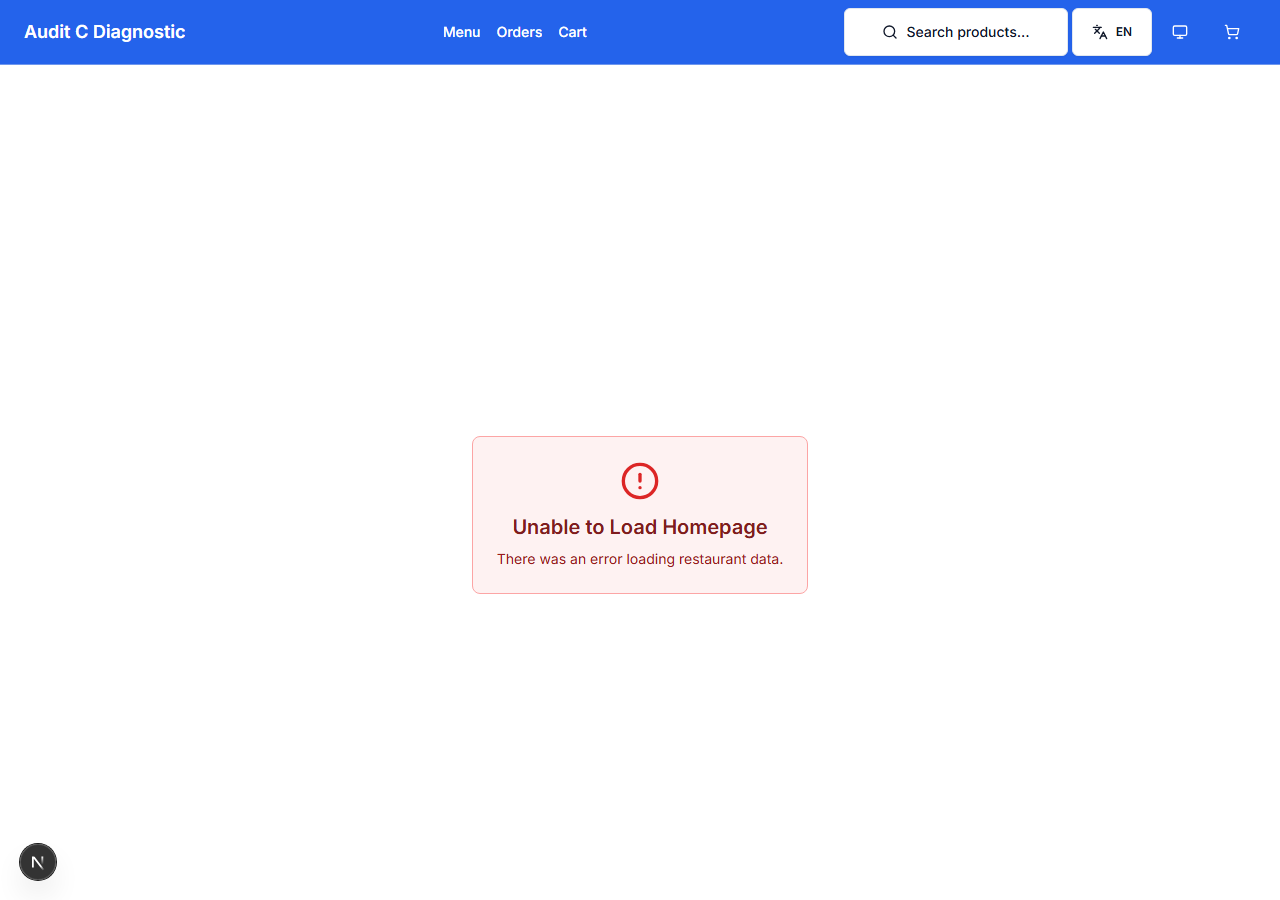 Audit C Diagnostic
Menu Orders Cart
Search products...
EN
Unable to Load Homepage
There was an error loading restaurant data.
N